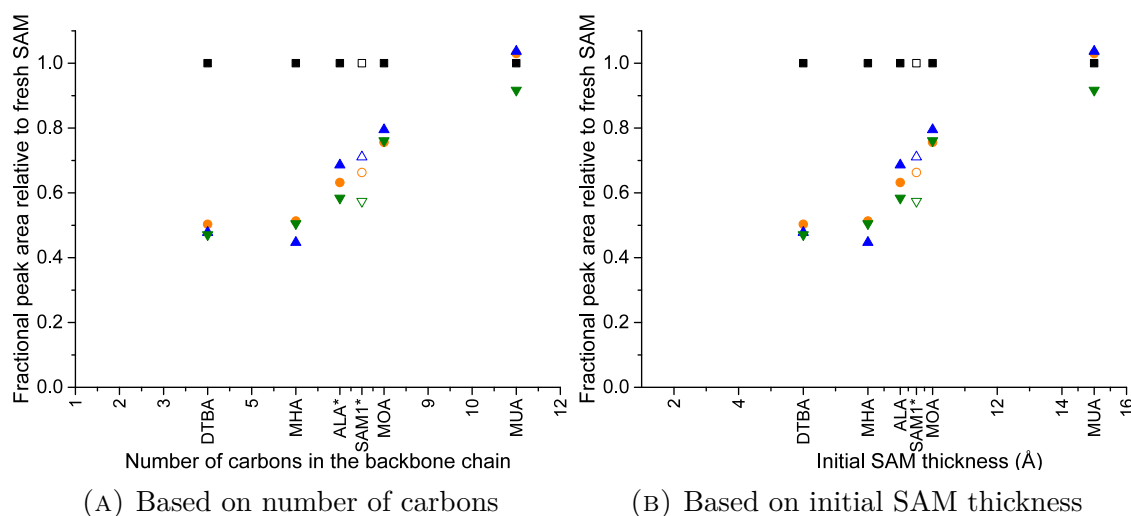 Fractional peak area relative to fresh SAM
1.0
0.8
0.6
0.4
0.2
0.0
1
2
3
DTBA
5
MHA
ALA*
SAM1*
MOA
9
10
MUA
12
Number of carbons in the backbone chain
(A) Based on number of carbons
Fractional peak area relative to fresh SAM
1.0
0.8
0.6
0.4
0.2
0.0
2
4
DTBA
MHA
ALA
SAM1*
MOA
12
14
MUA
16
Initial SAM thickness (Å)
(B) Based on initial SAM thickness